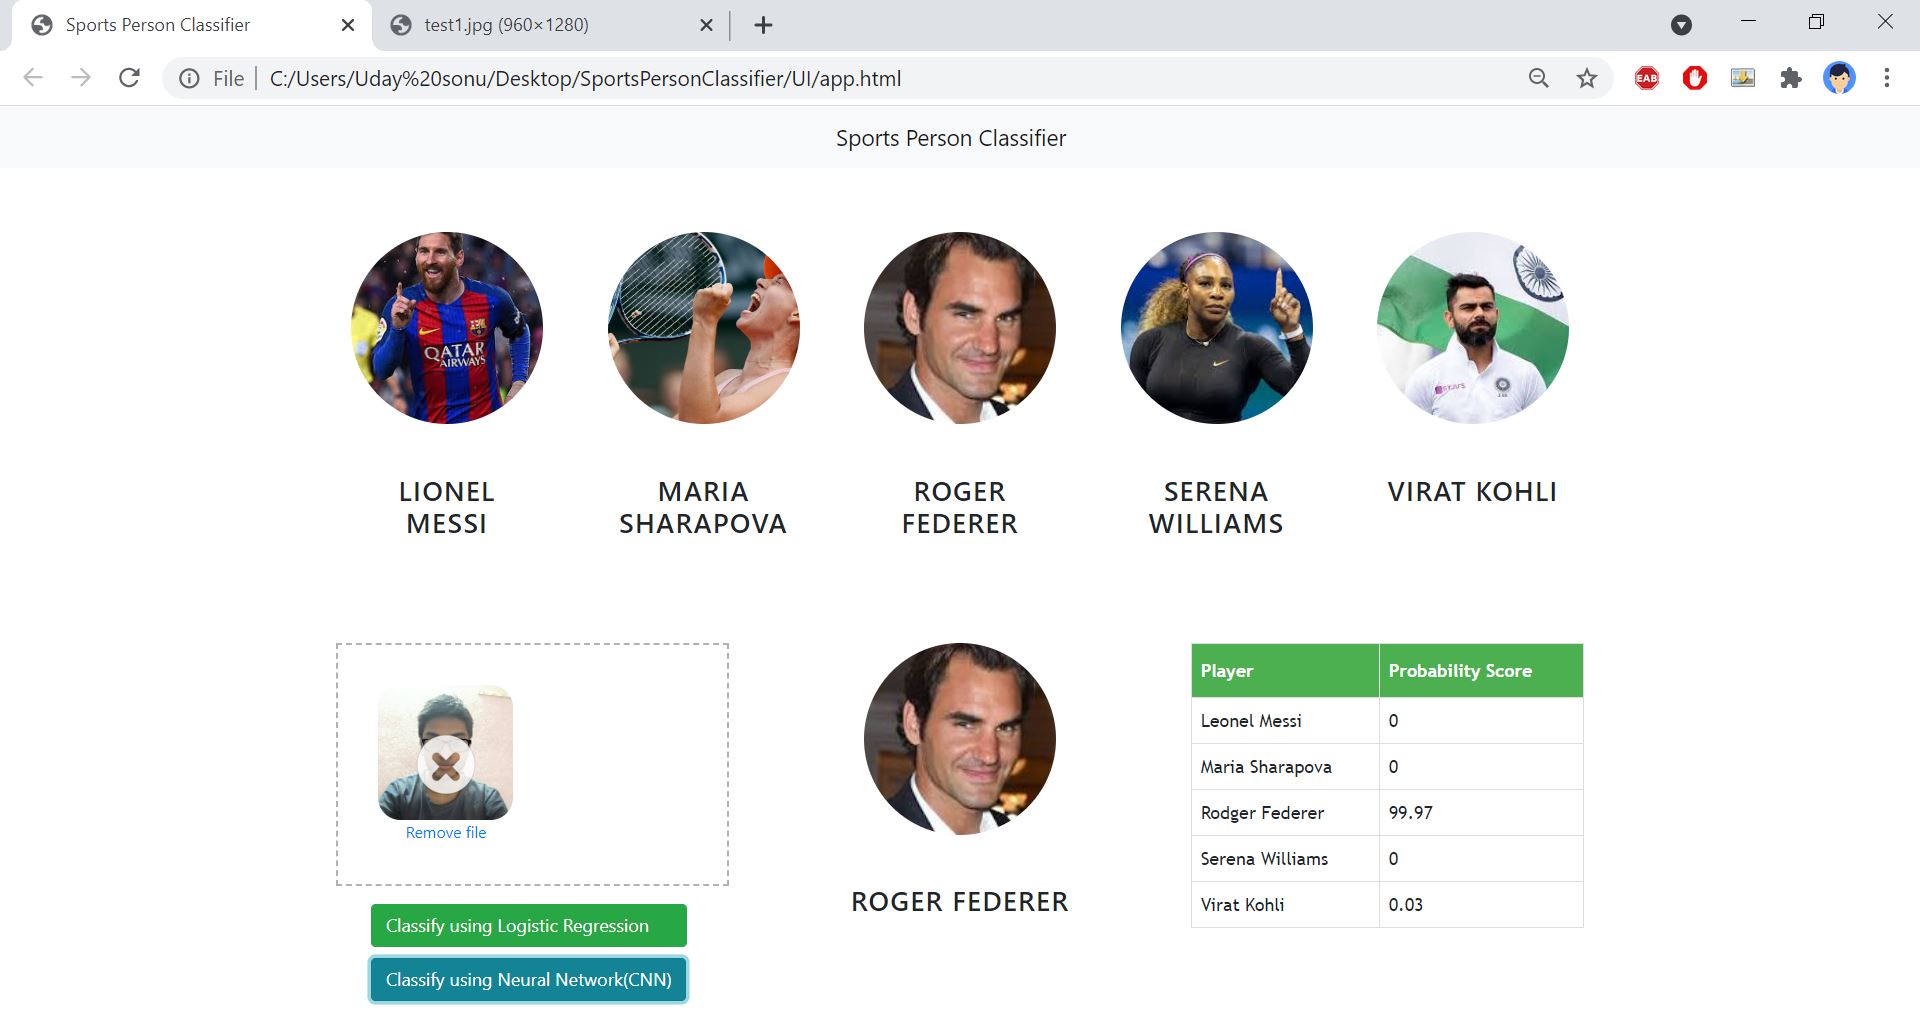 Sports Person Classifier
test1.jpg (960×1280)
File
C:/Users/Uday%20sonu/Desktop/SportsPersonClassifier/UI/app.html
EAB
Sports Person Classifier
QATAR
AIRWAYS
BYJU'S
LIONEL
MESSI
MARIA
SHARAPOVA
ROGER
FEDERER
SERENA
WILLIAMS
VIRAT KOHLI
Remove file
Classify using Logistic Regression
Classify using Neural Network(CNN)
ROGER FEDERER
Player Probability Score
Leonel Messi 0
Maria Sharapova 0
Rodger Federer 99.97
Serena Williams 0
Virat Kohli 0.03